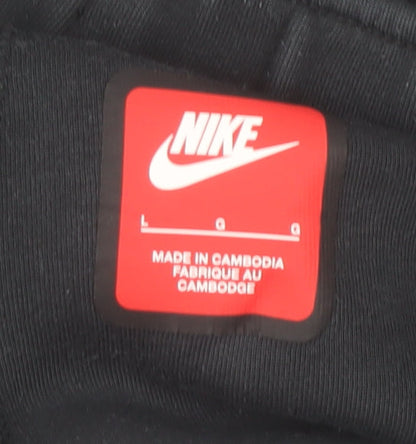 NIKE
L G G
MADE IN CAMBODIA
FABRIQUE AU
CAMBODGE